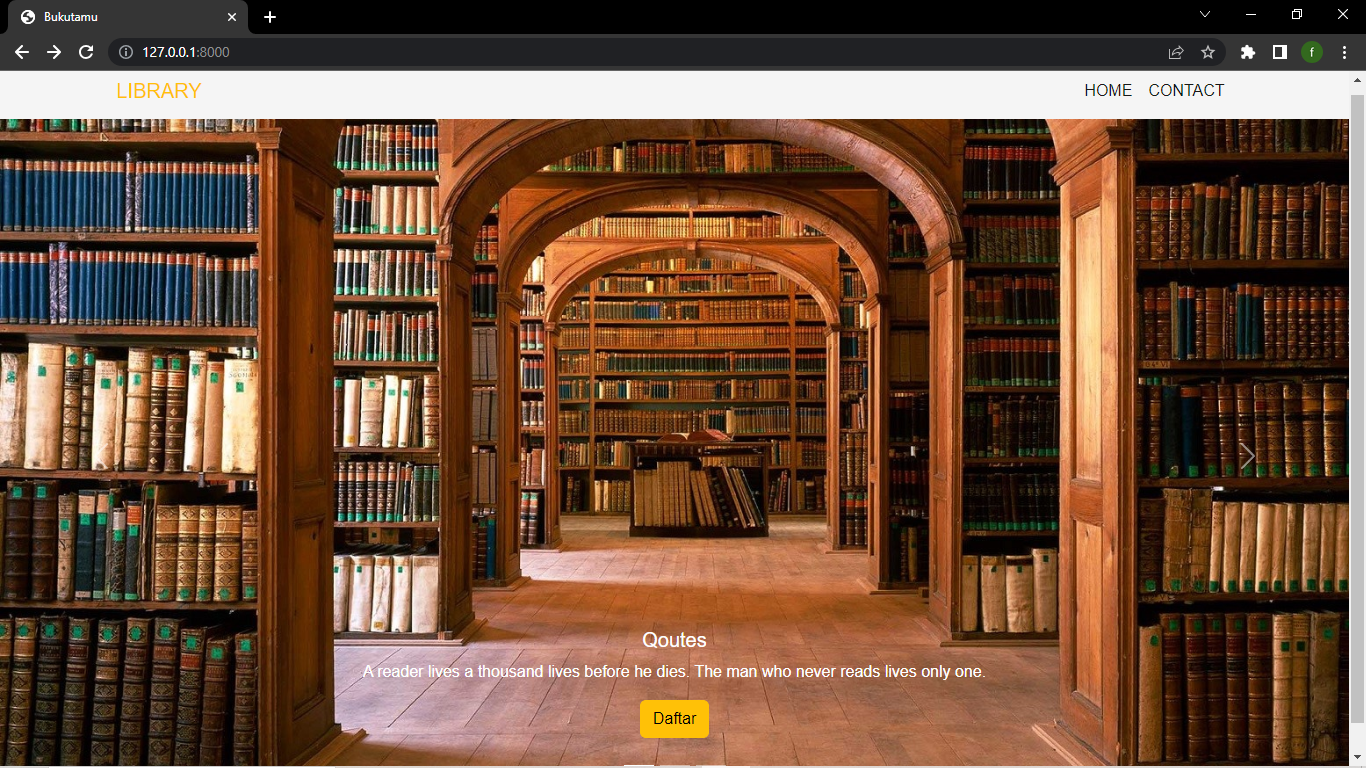 Bukutamu
127.0.0.1:8000
f
LIBRARY
HOME CONTACT
Qoutes
A reader lives a thousand lives before he dies. The man who never reads lives only one.
Daftar